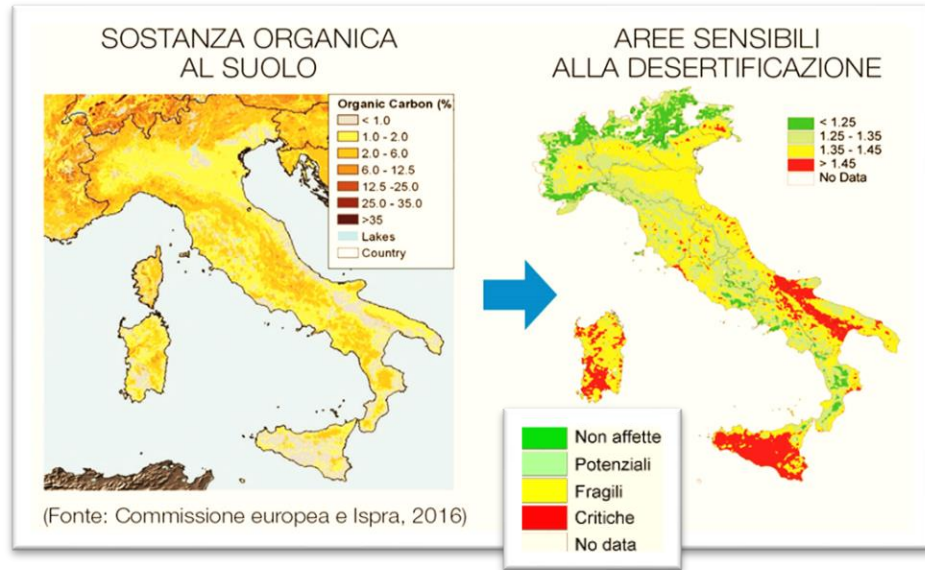 SOSTANZA ORGANICA
AL SUOLO
Organic Carbon (%
< 1.0
1.0 - 2.0
2.0 - 6.0
6.0 - 12.5
12.5 -25.0
25.0 - 35.0
>35
Lakes
Country
(Fonte: Commissione europea e Ispra, 2016)
AREE SENSIBILI
ALLA DESERTIFICAZIONE
< 1.25
1.25 - 1.35
1.35 - 1.45
> 1.45
No Data
Non affette
Potenziali
Fragili
Critiche
No data